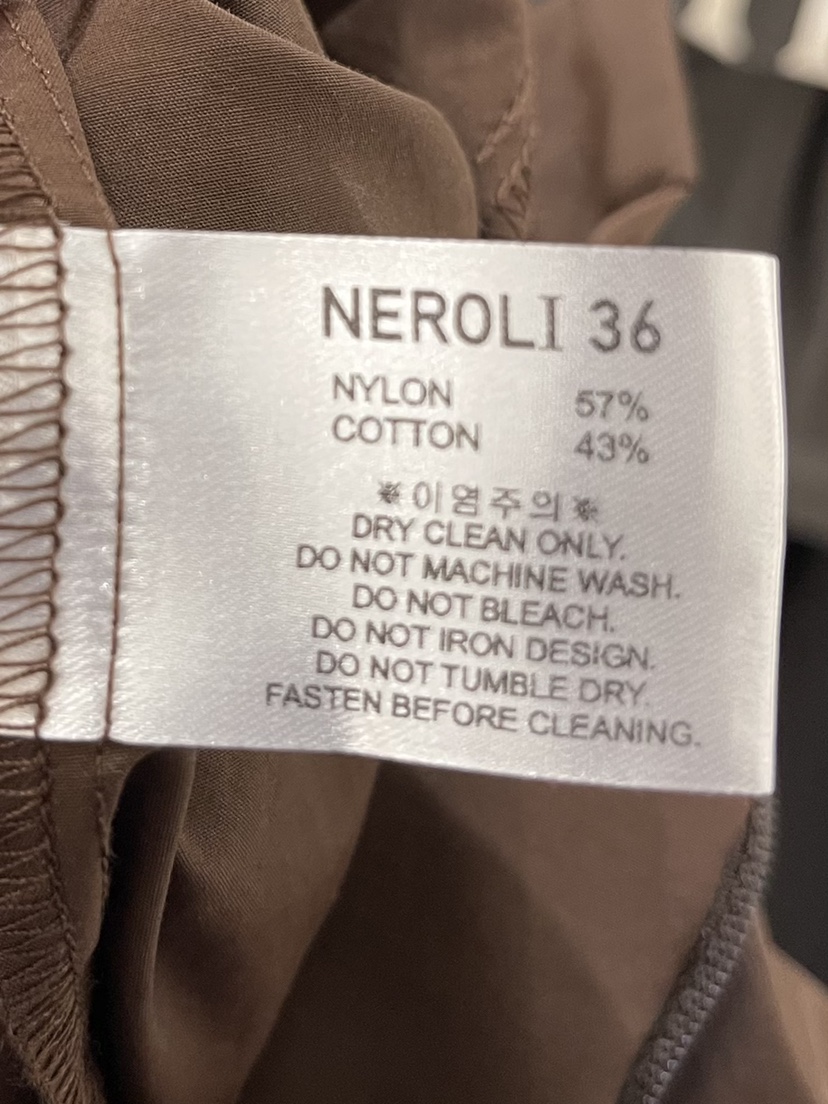 NEROLI 36
NYLON 57%
COTTON 43%
※이염주의※
DRY CLEAN ONLY.
DO NOT MACHINE WASH.
DO NOT BLEACH.
DO NOT IRON DESIGN.
DO NOT TUMBLE DRY.
FASTEN BEFORE CLEANING.